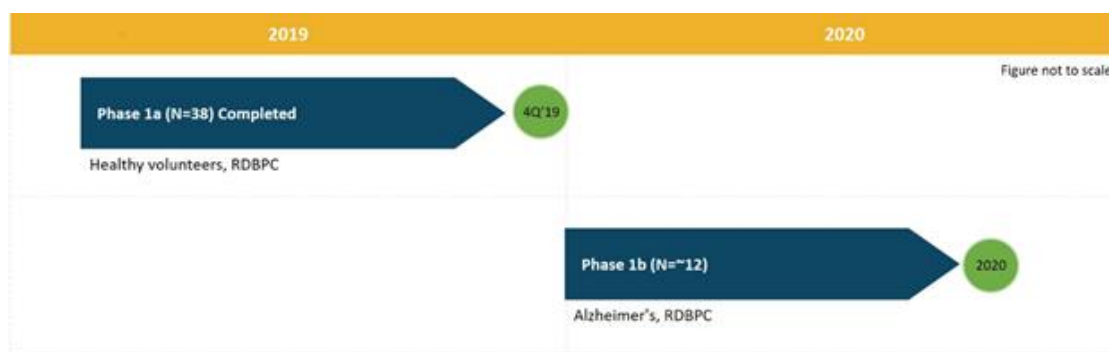 2019
2020
Figure not to scale
Phase 1a (N=38) Completed
4Q'19
Healthy volunteers, RDBPC
Phase 1b (N=~12)
2020
Alzheimer's, RDBPC